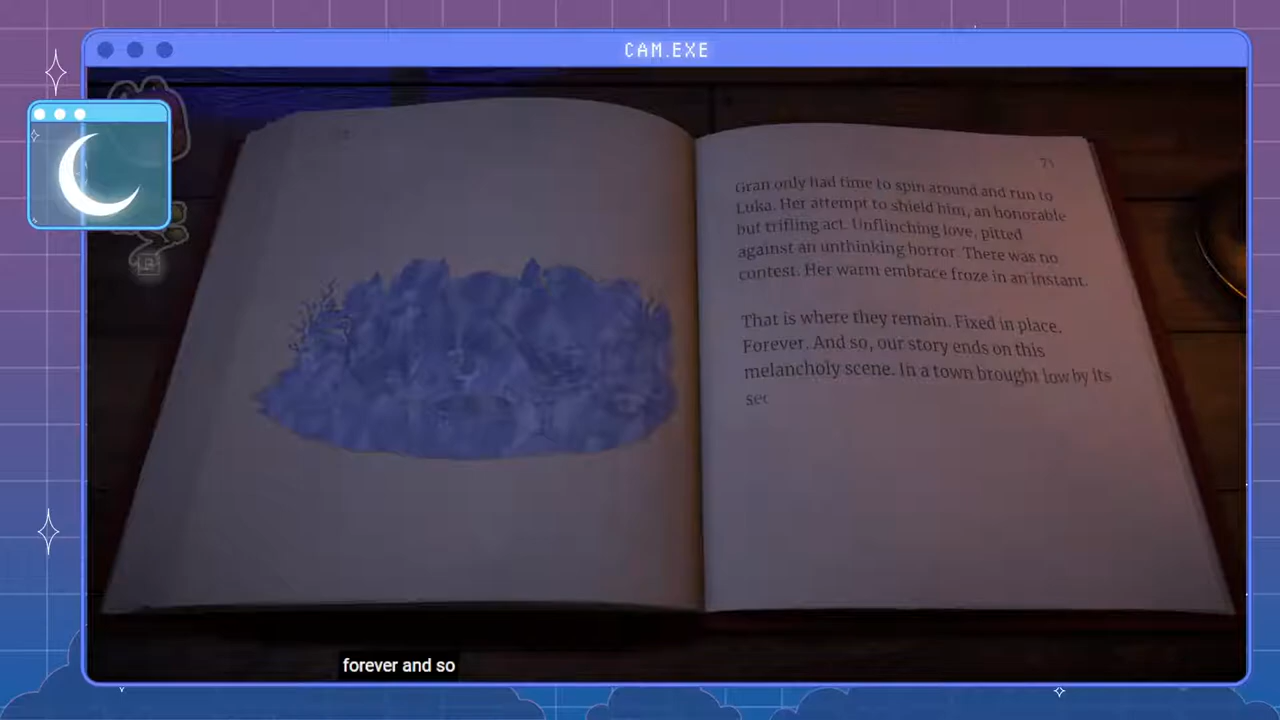 CAM.EXE
71
Gran only had time to spin around and run to
Luka. Her attempt to shield him, an honorable
but trifling act. Unflinching love, pitted
against an unthinking horror. There was no
contest. Her warm embrace froze in an instant.
That is where they remain. Fixed in place.
Forever. And so, our story ends on this
melancholy scene. In a town brought low by its
sec
forever and so